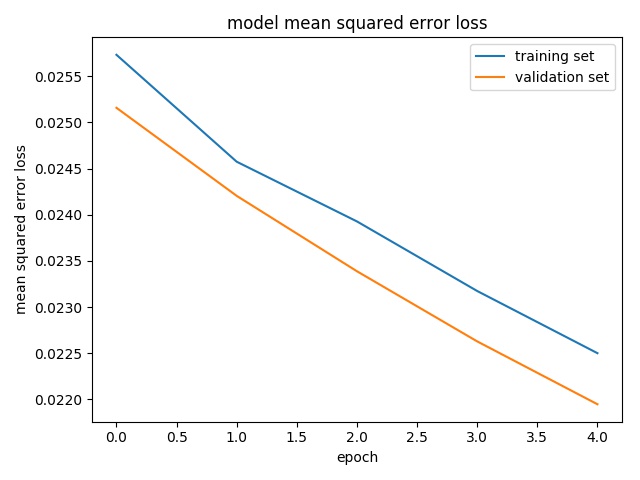 model mean squared error loss
training set
validation set
0.0255
0.0250
0.0245
0.0240
0.0235
0.0230
0.0225
0.0220
mean squared error loss
0.0 0.5 1.0 1.5 2.0 2.5 3.0 3.5 4.0
epoch